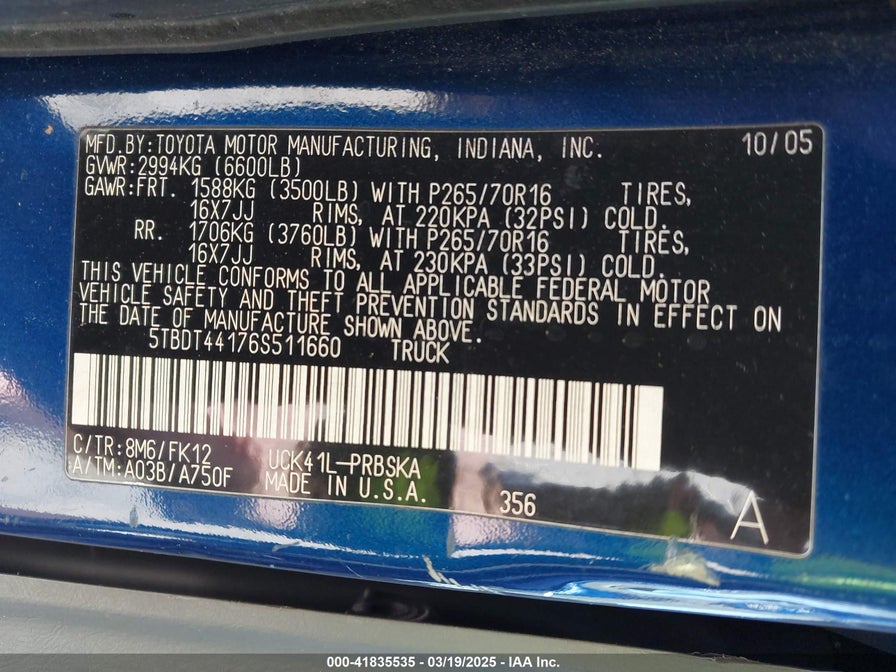 MFD.BY:TOYOTA MOTOR MANUFACTURING, INDIANA, INC. 10/05
GVWR:2994KG (6600LB)
GAWR:FRT. 1588KG (3500LB) WITH P265/70R16 TIRES,
16X7JJ RIMS, AT 220KPA (32PSI) COLD.
RR. 1706KG (3760LB) WITH P265/70R16 TIRES,
16X7JJ RIMS, AT 230KPA (33PSI) COLD.
THIS VEHICLE CONFORMS TO ALL APPLICABLE FEDERAL MOTOR
VEHICLE SAFETY AND THEFT PREVENTION STANDARDS IN EFFECT ON
THE DATE OF MANUFACTURE SHOWN ABOVE.
5TBDT44176S511660 TRUCK
C/TR:8M6/FK12 UCK41L-PRBSKA
A/TM:A03B/A750F MADE IN U.S.A. 356 A
000-41835535 - 03/19/2025 - IAA Inc.